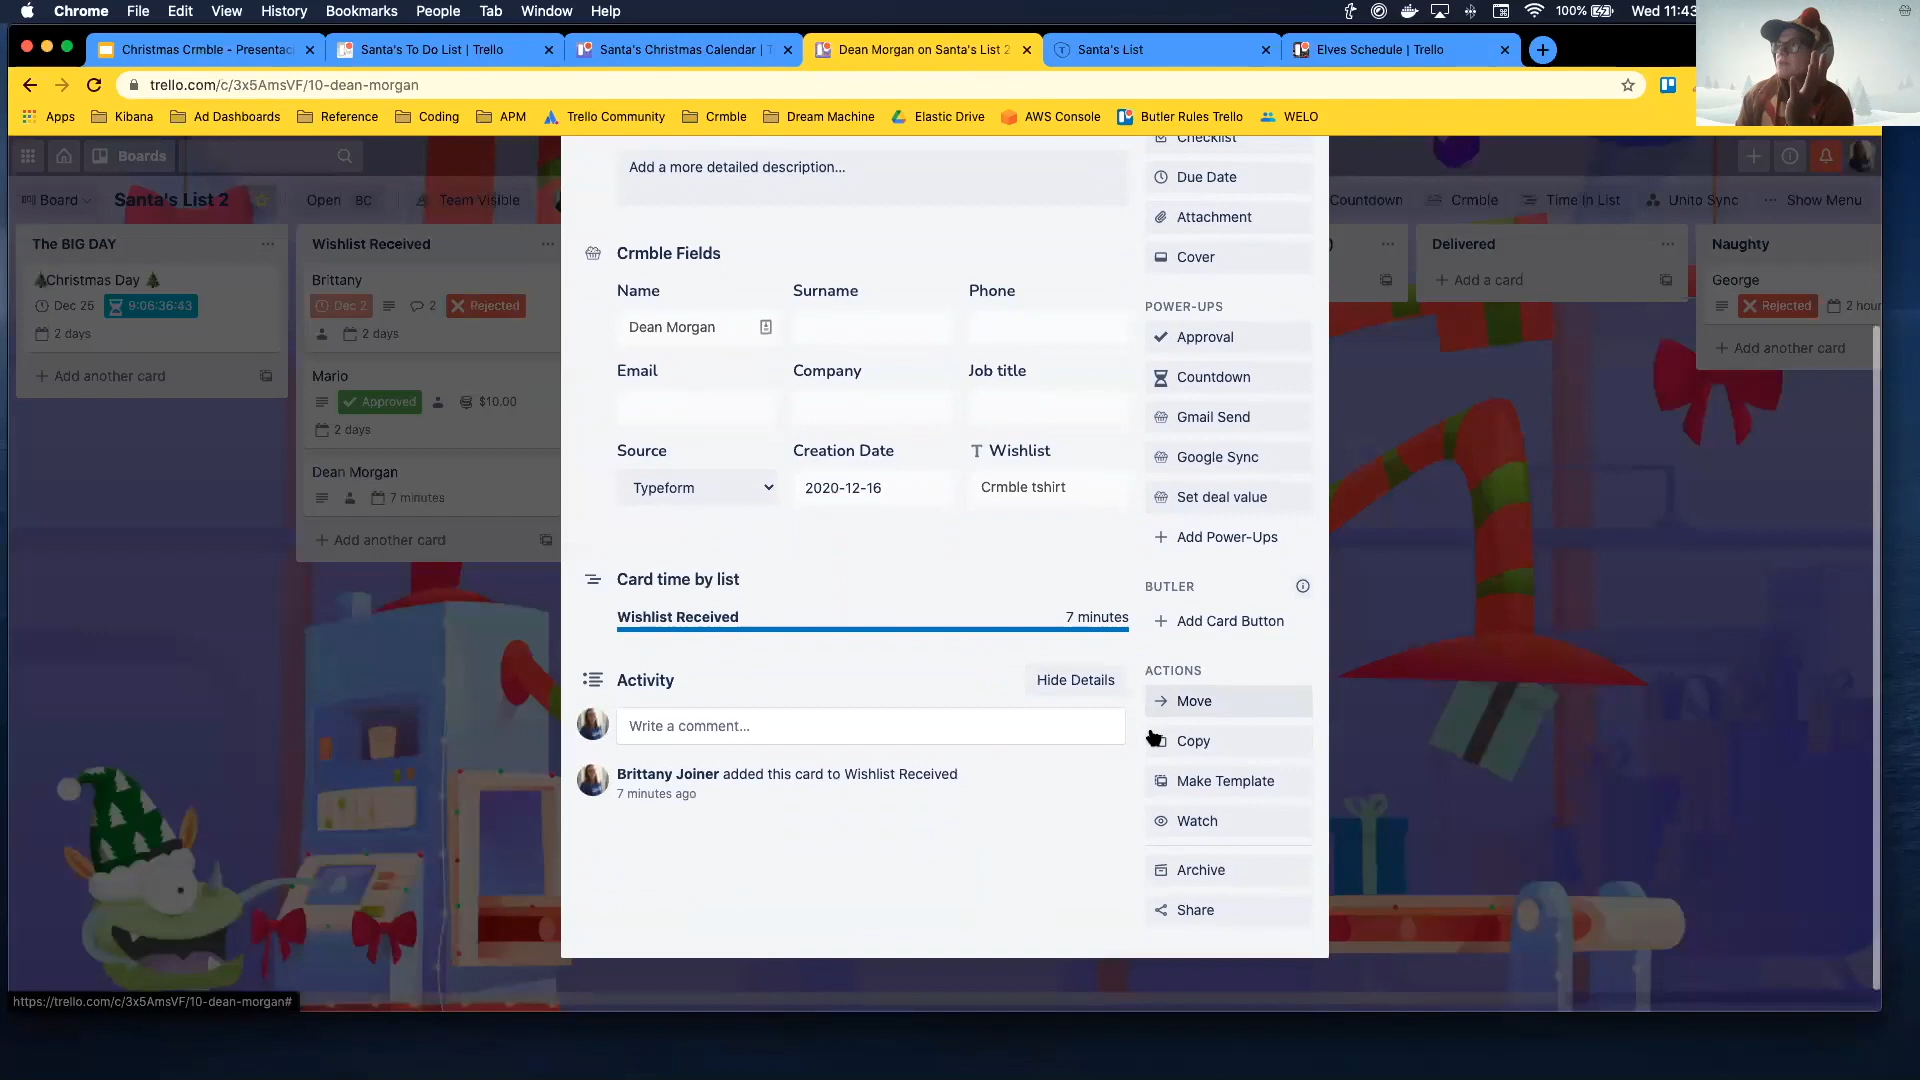 Chrome File Edit View History Bookmarks People Tab Window Help 100% Wed 11:43
Christmas Crmble - Presentac Santa's To Do List | Trello Santa's Christmas Calendar | T Dean Morgan on Santa's List 2 Santa's List Elves Schedule | Trello
trello.com/c/3x5AmsVF/10-dean-morgan
Apps Kibana Ad Dashboards Reference Coding APM Trello Community Crmble Dream Machine Elastic Drive AWS Console Butler Rules Trello WELO
Boards
Board Santa's List 2 Open BC Team Visible Countdown Crmble Time In List Unito Sync Show Menu
The BIG DAY
Christmas Day
Dec 25 9:06:36:43
2 days
Add another card
Wishlist Received
Brittany
Dec 2 2 Rejected
2 days
Mario
Approved $10.00
2 days
Dean Morgan
7 minutes
Add another card
Add a more detailed description...
Crmble Fields
Name Surname Phone
Dean Morgan
Email Company Job title
Source Creation Date Wishlist
Typeform 2020-12-16 Crmble tshirt
Card time by list
Wishlist Received 7 minutes
Activity Hide Details
Write a comment...
Brittany Joiner added this card to Wishlist Received
7 minutes ago
Checklist
Due Date
Attachment
Cover
POWER-UPS
Approval
Countdown
Gmail Send
Google Sync
Set deal value
Add Power-Ups
BUTLER
Add Card Button
ACTIONS
Move
Copy
Make Template
Watch
Archive
Share
)
Delivered
Add a card
Naughty
George
Rejected 2 hour
Add another card
https://trello.com/c/3x5AmsVF/10-dean-morgan#